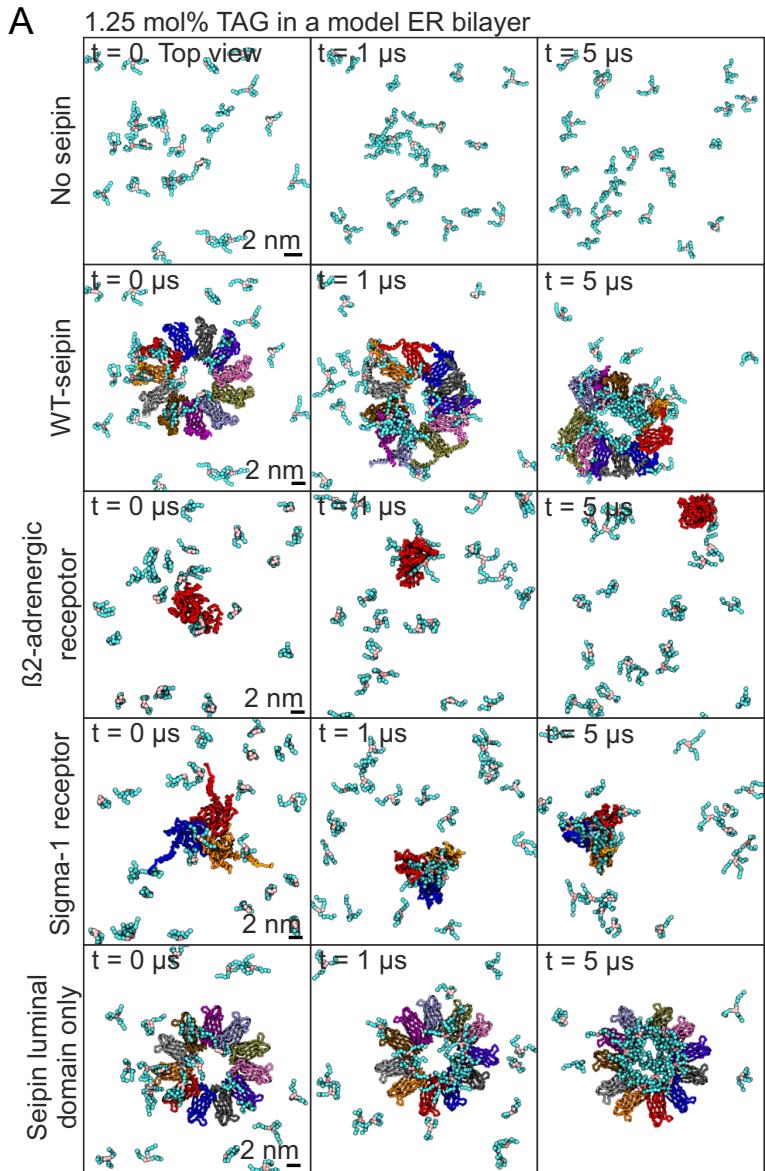 A
1.25 mol% TAG in a model ER bilayer
No seipin
t = 0 Top view
2 nm
t = 1 µs
t = 5 µs
WT-seipin
t = 0 µs
2 nm
t = 1 µs
t = 5 µs
ß2-adrenergic
recepotor
t = 0 µs
2 nm
t = 1 µs
t = 5 µs
Sigma-1 receptor
t = 0 µs
2 nm
t = 1 µs
t = 5 µs
Seipin luminal
domain only
t = 0 µs
2 nm
t = 1 µs
t = 5 µs